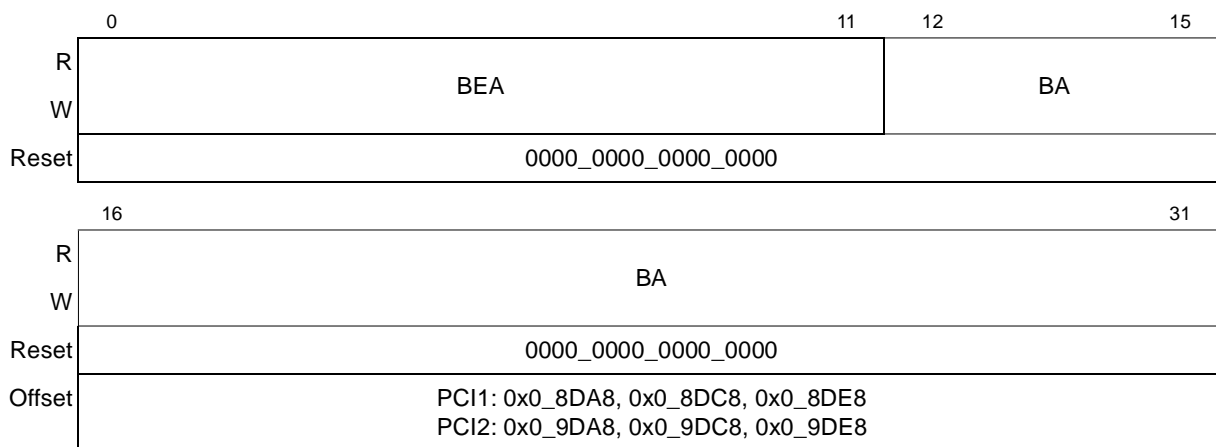 0 11 12 15
R
BEA BA
W
Reset 0000_0000_0000_0000
16 31
R
BA
W
Reset 0000_0000_0000_0000
Offset PCI1: 0x0_8DA8, 0x0_8DC8, 0x0_8DE8
PCI2: 0x0_9DA8, 0x0_9DC8, 0x0_9DE8